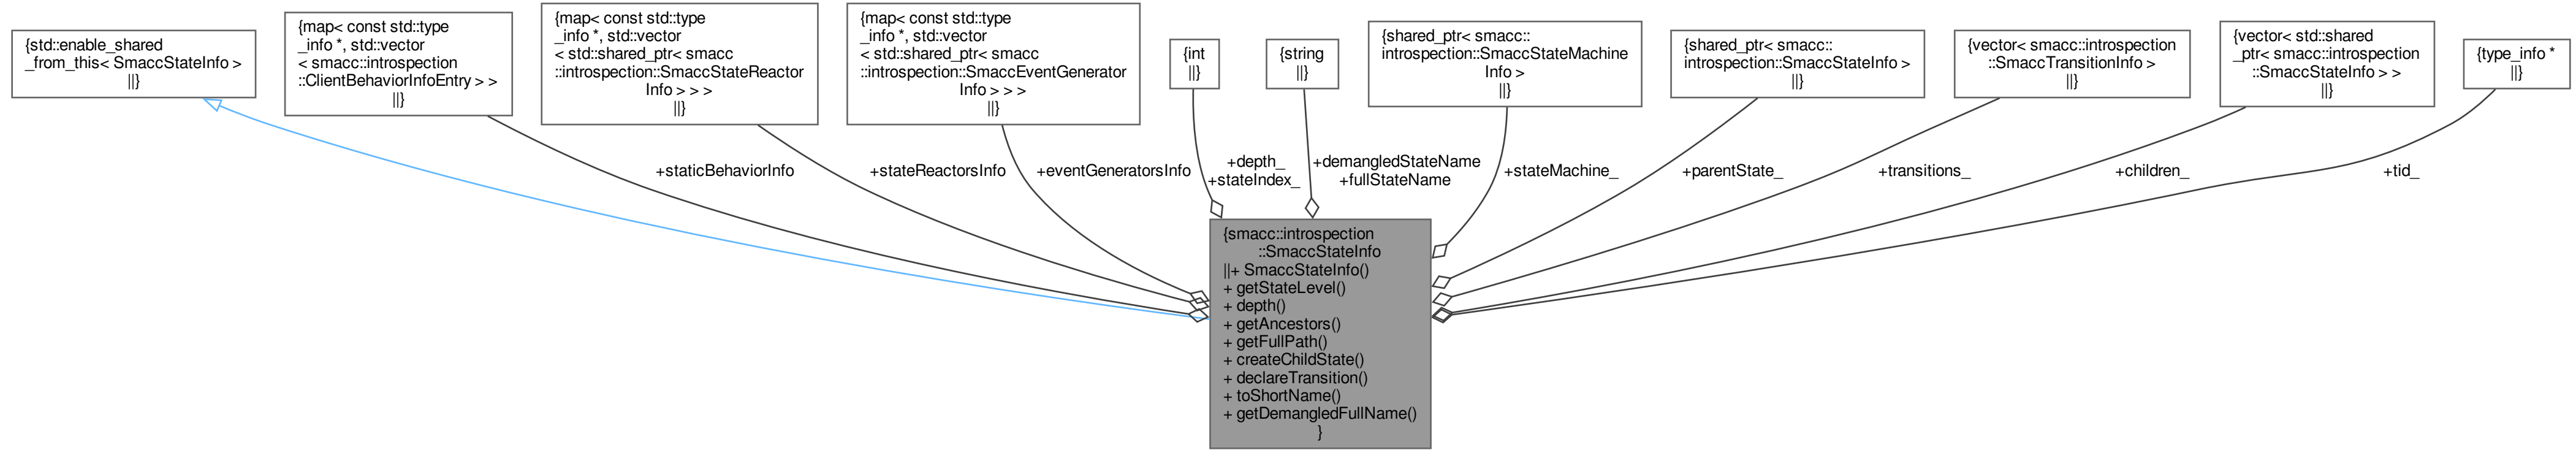 {std::enable_shared
_from_this< SmaccStateInfo >
||}
{map< const std::type
_info *, std::vector
< smacc::introspection
::ClientBehaviorInfoEntry > >
||}
{map< const std::type
_info *, std::vector
< std::shared_ptr< smacc
::introspection::SmaccStateReactor
Info > > >
||}
{map< const std::type
_info *, std::vector
< std::shared_ptr< smacc
::introspection::SmaccEventGenerator
Info > > >
||}
{int
||}
{string
||}
{shared_ptr< smacc::
introspection::SmaccStateMachine
Info >
||}
{shared_ptr< smacc::
introspection::SmaccStateInfo >
||}
{vector< smacc::introspection
::SmaccTransitionInfo >
||}
{vector< std::shared
_ptr< smacc::introspection
::SmaccStateInfo > >
||}
{type_info *
||}
+staticBehaviorInfo
+stateReactorsInfo
+eventGeneratorsInfo
+depth_
+stateIndex_
+demangledStateName
+fullStateName
+stateMachine_
+parentState_
+transitions_
+children_
+tid_
{smacc::introspection
::SmaccStateInfo
||+ SmaccStateInfo()
+ getStateLevel()
+ depth()
+ getAncestors()
+ getFullPath()
+ createChildState()
+ declareTransition()
+ toShortName()
+ getDemangledFullName()
}